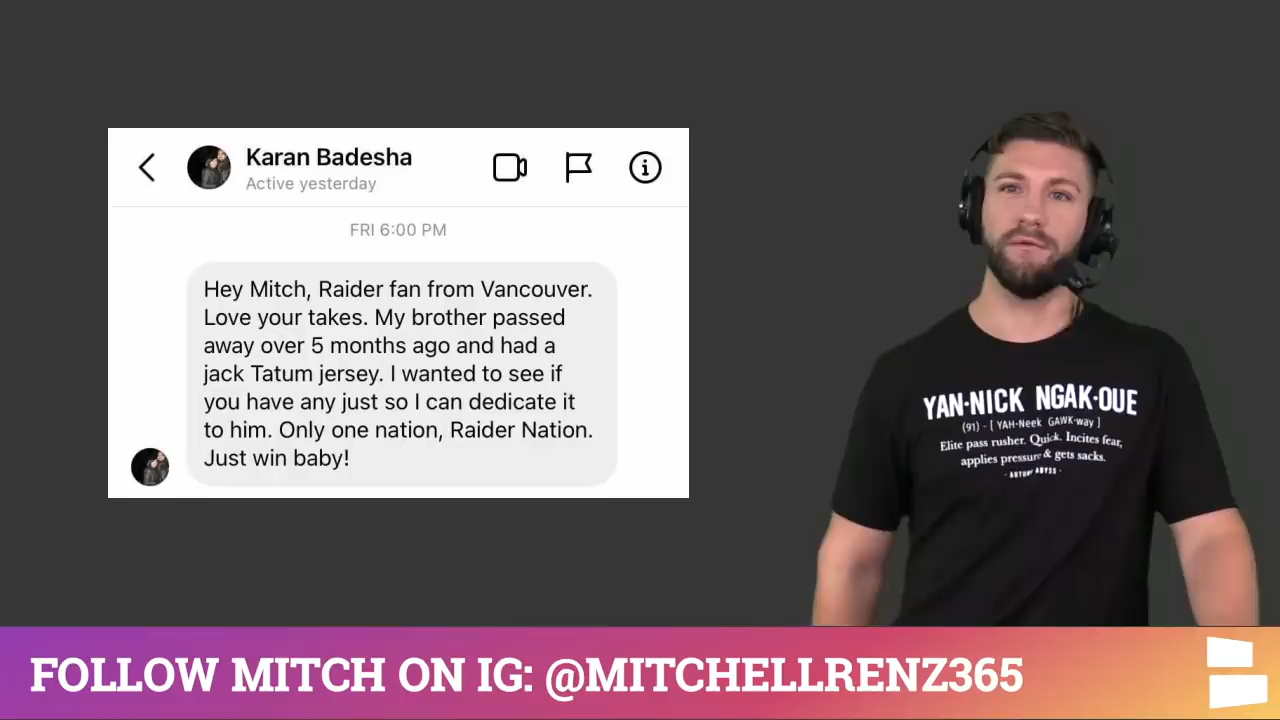 Karan Badesha
Active yesterday
FRI 6:00 PM
Hey Mitch, Raider fan from Vancouver.
Love your takes. My brother passed
away over 5 months ago and had a
jack Tatum jersey. I wanted to see if
you have any just so I can dedicate it
to him. Only one nation, Raider Nation.
Just win baby!
YAN·NICK NGAK·OUE
(91) - [ YAH-Neek GAWK-way ]
Elite pass rusher. Quick. Incites fear,
applies pressure & gets sacks.
FOLLOW MITCH ON IG: @MITCHELLRENZ365